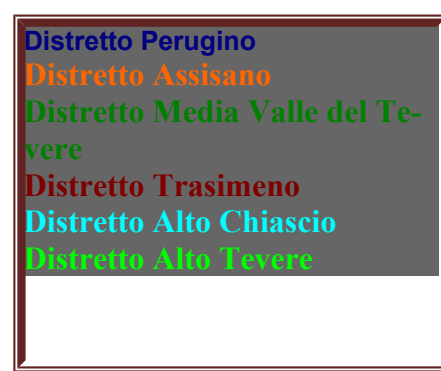 Distretto Perugino
Distretto Assisano
Distretto Media Valle del Te-
vere
Distretto Trasimeno
Distretto Alto Chiascio
Distretto Alto Tevere